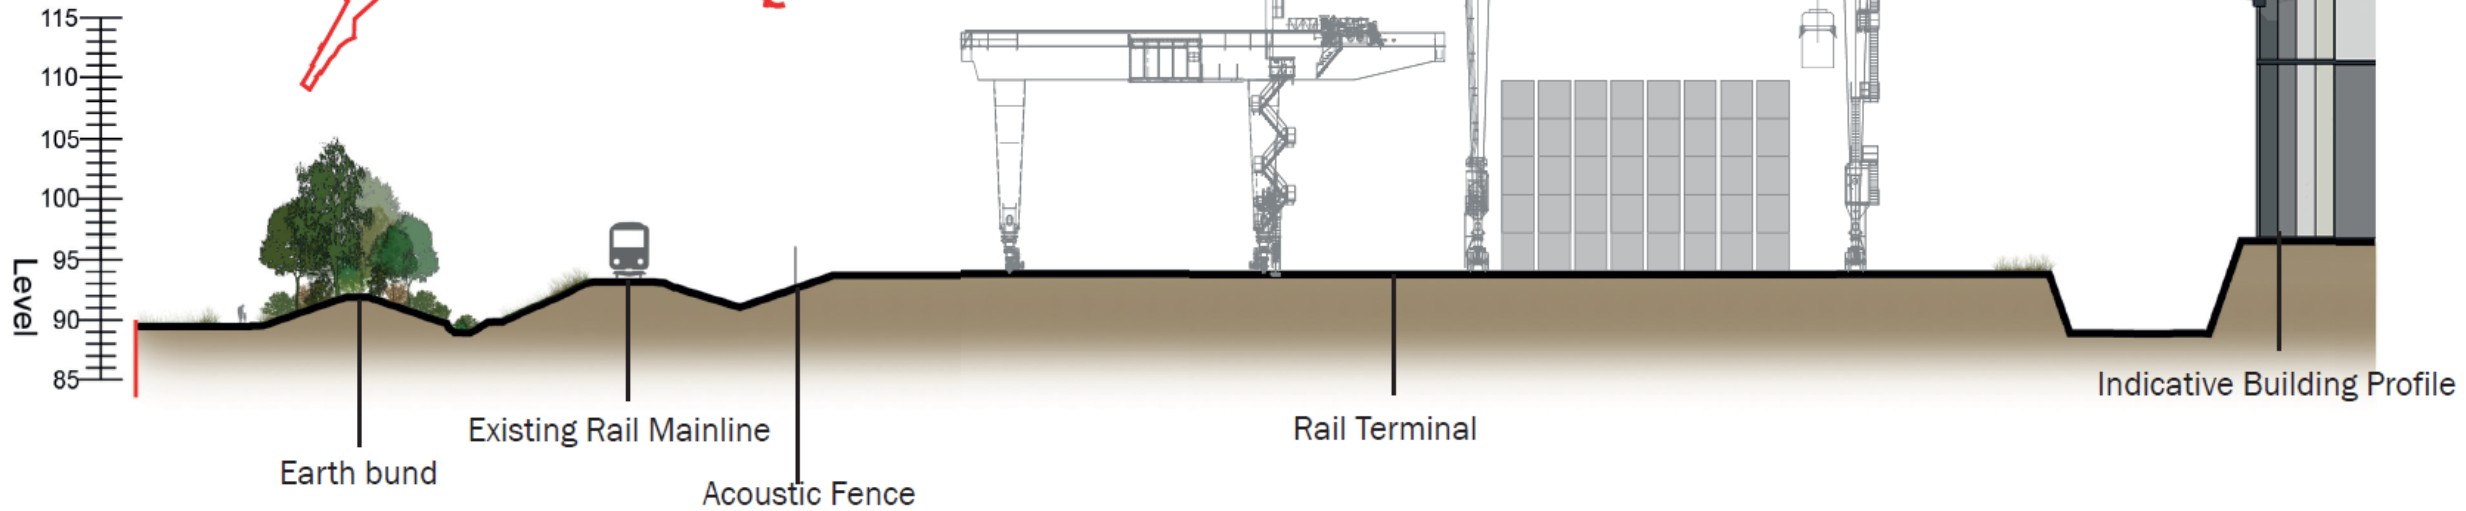 115
110
105
100
95
90
85
Level
Indicative Building Profile
Existing Rail Mainline
Rail Terminal
Earth bund
Acoustic Fence